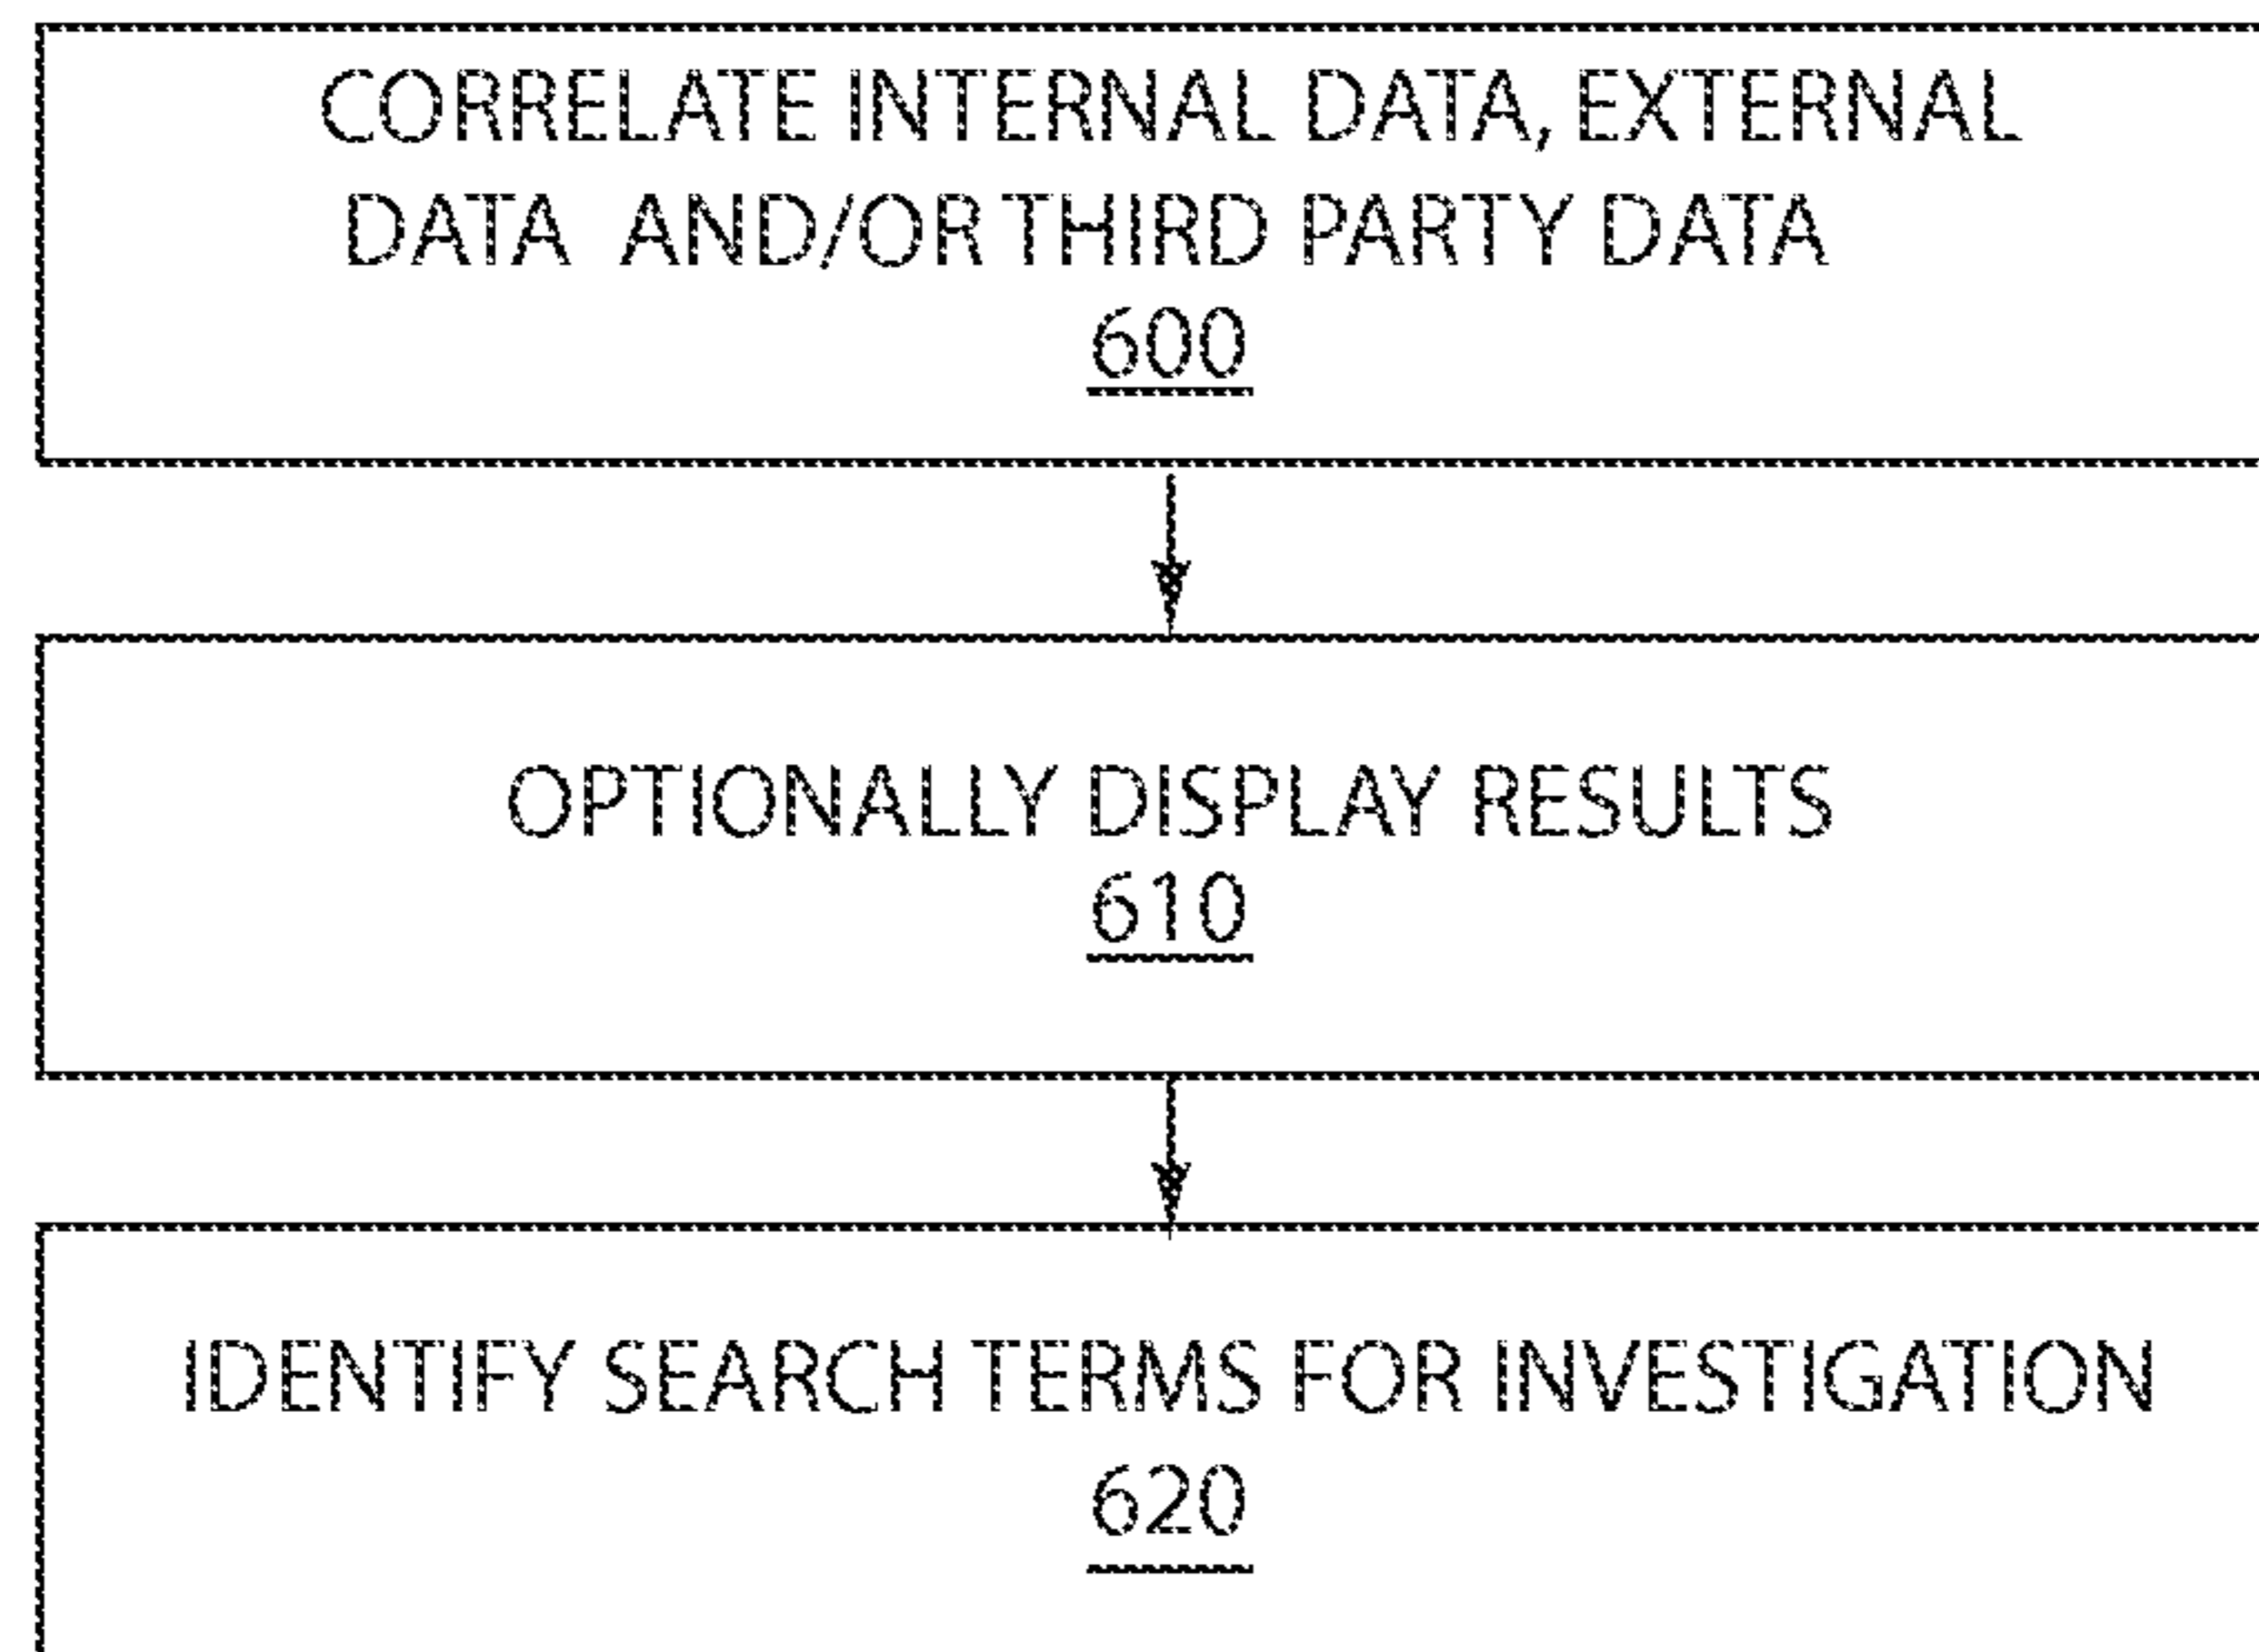 CORRELATE INTERNAL DATA, EXTERNAL
DATA AND/OR THIRD PARTY DATA
600
OPTIONALLY DISPLAY RESULTS
610
IDENTIFY SEARCH TERMS FOR INVESTIGATION
620